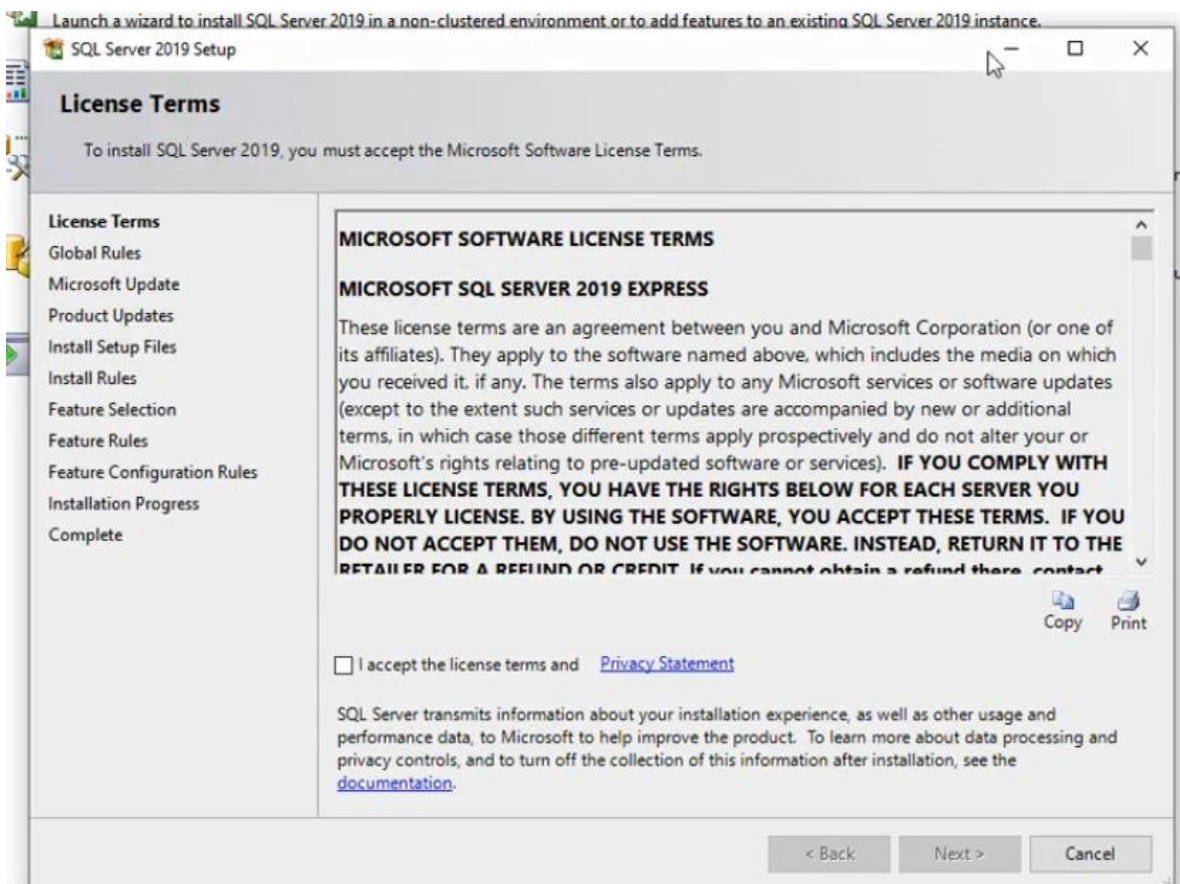 Launch a wizard to install SQL Server 2019 in a non-clustered environment or to add features to an existing SQL Server 2019 instance.
SQL Server 2019 Setup
License Terms
To install SQL Server 2019, you must accept the Microsoft Software License Terms.
License Terms
Global Rules
Microsoft Update
Product Updates
Install Setup Files
Install Rules
Feature Selection
Feature Rules
Feature Configuration Rules
Installation Progress
Complete
MICROSOFT SOFTWARE LICENSE TERMS
MICROSOFT SQL SERVER 2019 EXPRESS
These license terms are an agreement between you and Microsoft Corporation (or one of
its affiliates). They apply to the software named above, which includes the media on which
you received it, if any. The terms also apply to any Microsoft services or software updates
(except to the extent such services or updates are accompanied by new or additional
terms, in which case those different terms apply prospectively and do not alter your or
Microsoft's rights relating to pre-updated software or services). IF YOU COMPLY WITH
THESE LICENSE TERMS, YOU HAVE THE RIGHTS BELOW FOR EACH SERVER YOU
PROPERLY LICENSE. BY USING THE SOFTWARE, YOU ACCEPT THESE TERMS. IF YOU
DO NOT ACCEPT THEM, DO NOT USE THE SOFTWARE. INSTEAD, RETURN IT TO THE
RETAILER FOR A REFUND OR CREDIT. If you cannot obtain a refund there, contact
Copy Print
I accept the license terms and Privacy Statement
SQL Server transmits information about your installation experience, as well as other usage and
performance data, to Microsoft to help improve the product. To learn more about data processing and
privacy controls, and to turn off the collection of this information after installation, see the
documentation.
< Back Next > Cancel